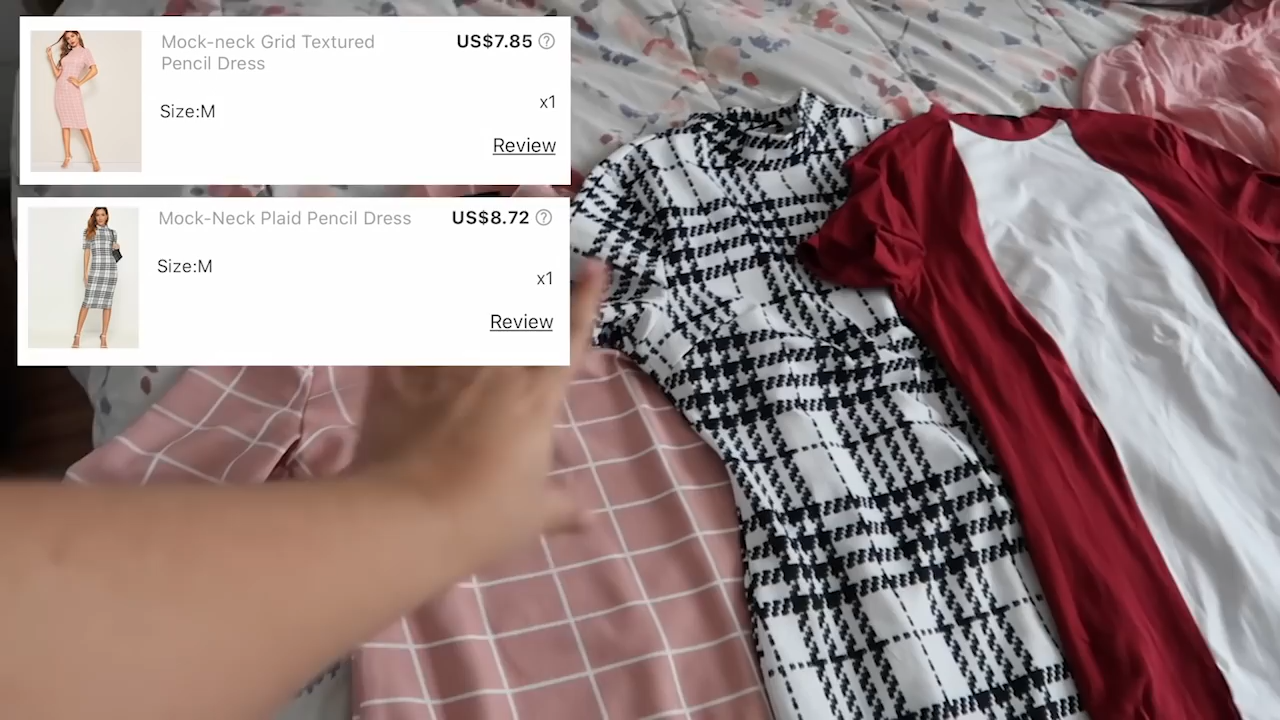 Mock-neck Grid Textured
Pencil Dress
US$7.85 ?
Size:M
x1
Review
Mock-Neck Plaid Pencil Dress
US$8.72 ?
Size:M
x1
Review